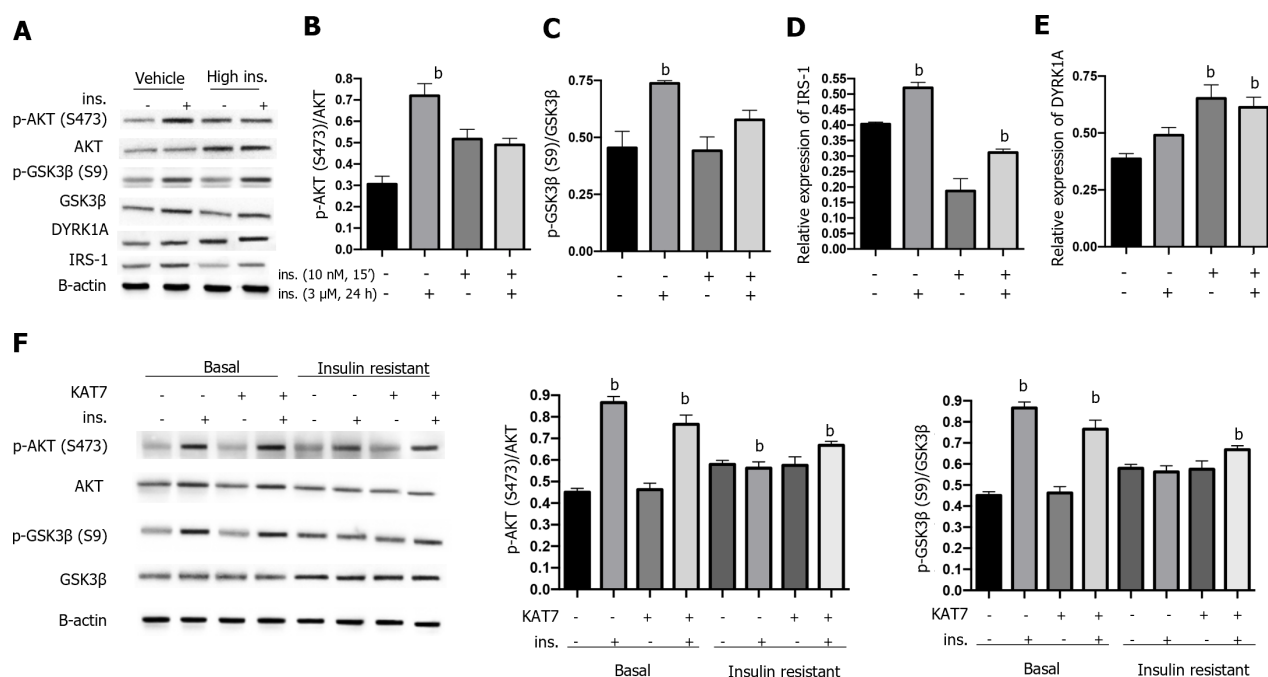 A
Vehicle High ins.
ins. - + - +
p-AKT (S473)
AKT
p-GSK3β (S9)
GSK3β
DYRK1A
IRS-1
B-actin
B
p-AKT (S473)/AKT
0.8
0.7
0.6
0.5
0.4
0.3
0.2
0.1
0.0
b
ins. (10 nM, 15′) - - + +
ins. (3 μM, 24 h) - + - +
C
p-GSK3β (S9)/GSK3β
0.75
0.50
0.25
0.00
b
- - + +
- + - +
D
Relative expression of IRS-1
0.55
0.50
0.45
0.40
0.35
0.30
0.25
0.20
0.15
0.10
0.05
0.00
b b
- - + +
- + - +
E
Relative expression of DYRK1A
0.75
0.50
0.25
0.00
b b
- - + +
- + - +
F
Basal Insulin resistant
KAT7 - - + + - - + +
ins. - + - + - + - +
p-AKT (S473)
AKT
p-GSK3β (S9)
GSK3β
B-actin
p-AKT (S473)/AKT
0.9
0.8
0.7
0.6
0.5
0.4
0.3
0.2
0.1
0.0
b b b b
KAT7 - - + + - - + +
ins. - + - + - + - +
Basal Insulin resistant
p-GSK3β (S9)/GSK3β
0.9
0.8
0.7
0.6
0.5
0.4
0.3
0.2
0.1
0.0
b b b
KAT7 - - + + - - + +
ins. - + - + - + - +
Basal Insulin resistant